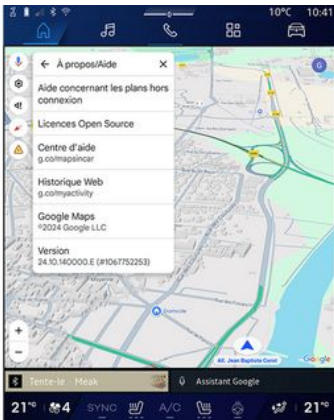 10°C 10:41
À propos/Aide
Aide concernant les plans hors
connexion
Licences Open Source
Centre d'aide
g.co/mapsincar
Historique Web
g.co/myactivity
Google Maps
©2024 Google LLC
Version
24.10.140000.E (#1067752253)
G
All. Jean Baptiste Corot
Google
Tente-le Meak
Assistant Google
21° 4 SYNC A/C 21°